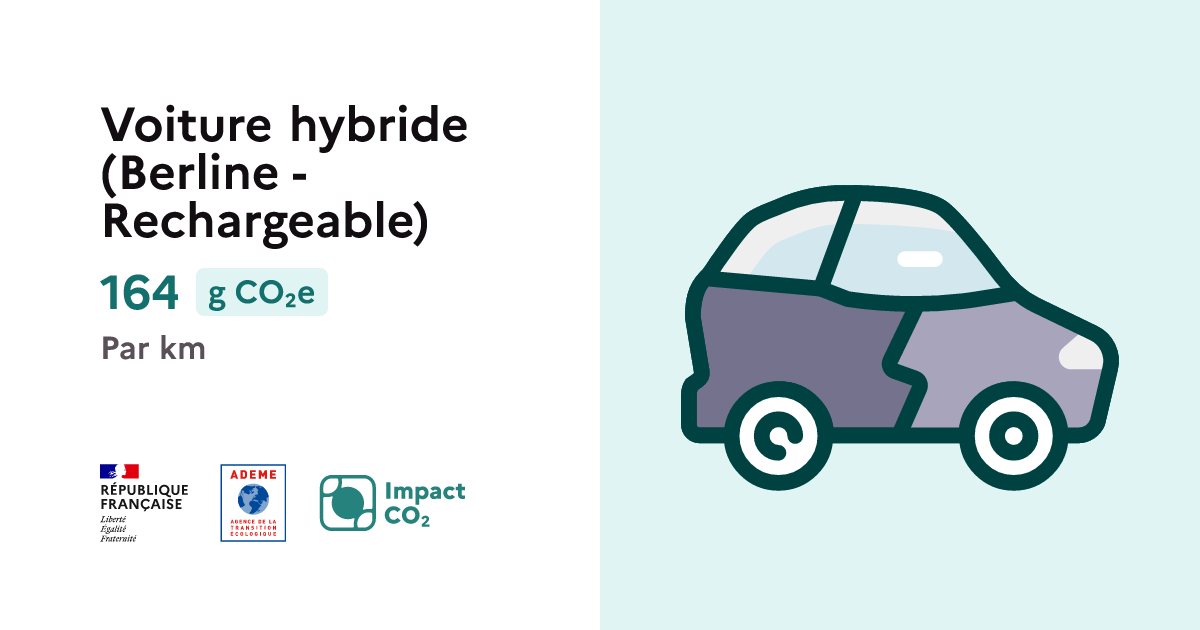 Voiture hybride
(Berline -
Rechargeable)
164 g CO₂e
Par km
RÉPUBLIQUE
FRANÇAISE
Liberté
Égalité
Fraternité
ADEME
AGENCE DE LA
TRANSITION
ÉCOLOGIQUE
Impact
CO₂